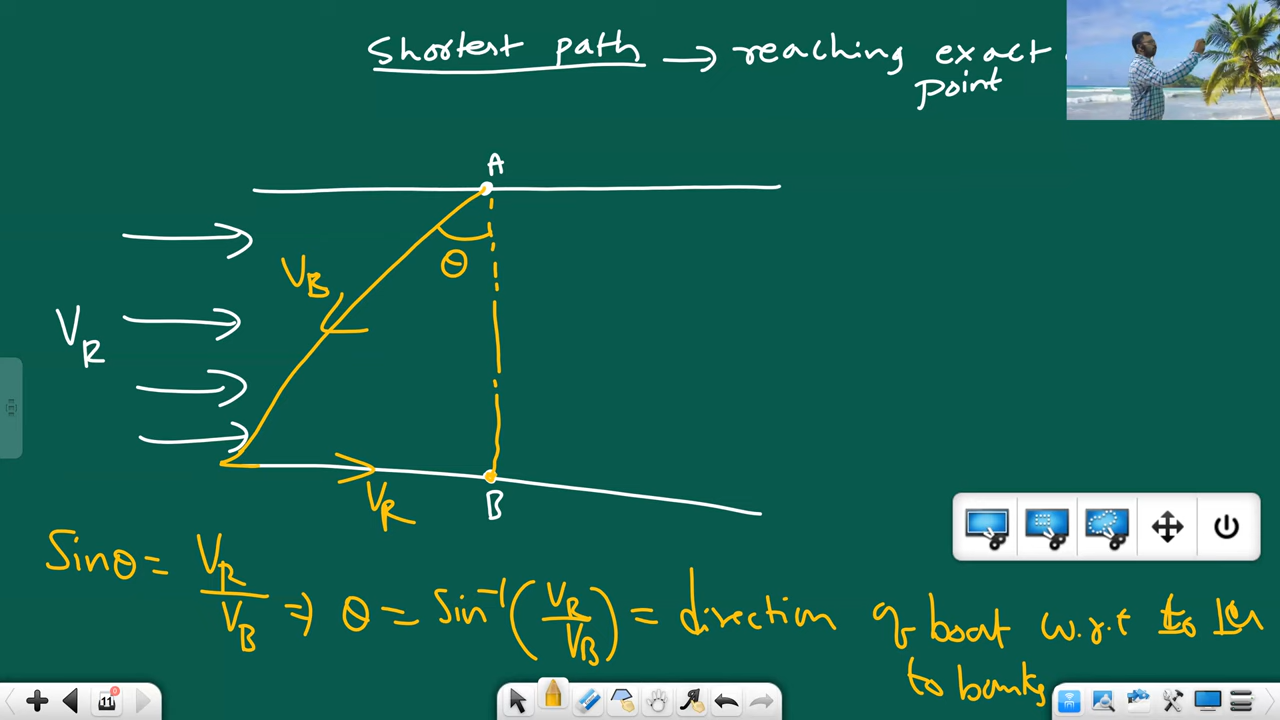 Shortest path → reaching exact
point
A
θ
V_B
V_R
V_R
B
Sinθ = V_R/V_B ⇒ θ = Sin⁻¹(V_R/V_B) = direction of boat w.r.t to
to banks
11